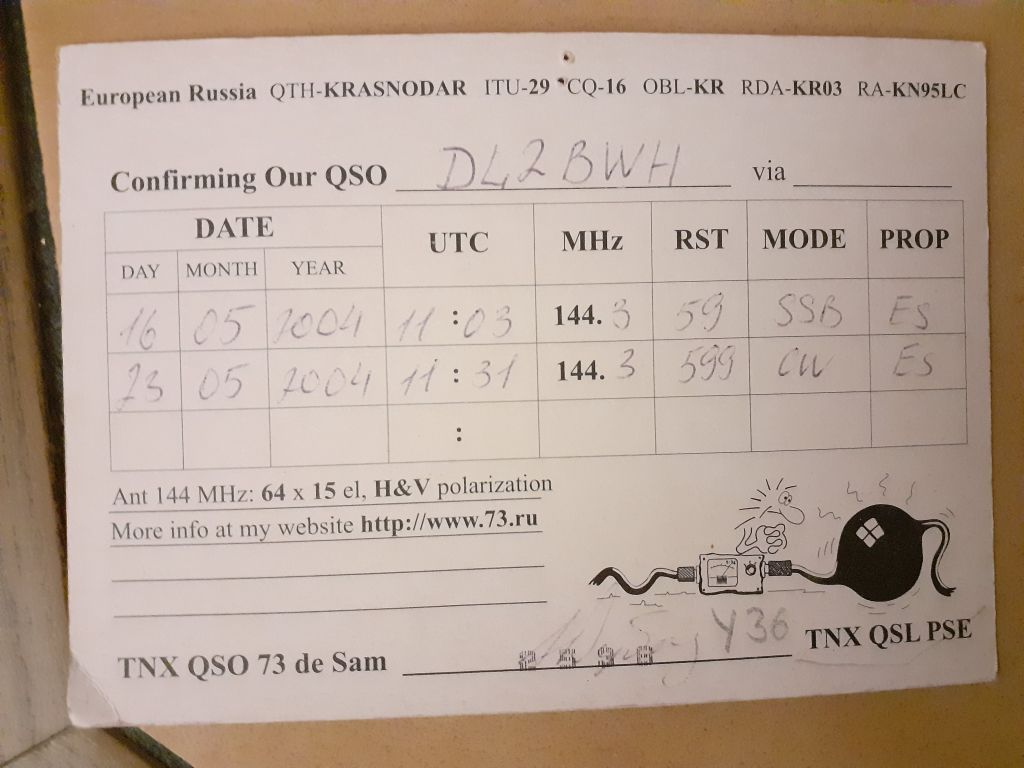 European Russia QTH-KRASNODAR ITU-29 CQ-16 OBL-KR RDA-KR03 RA-KN95LC
Confirming Our QSO DL2BWH via
DATE UTC MHz RST MODE PROP
DAY MONTH YEAR
16 05 2004 11 : 03 144.3 59 SSB Es
23 05 2004 11 : 31 144.3 599 CW Es
:
Ant 144 MHz: 64 x 15 el, H&V polarization
More info at my website http://www.73.ru
Y36
TNX QSO 73 de Sam TNX QSL PSE